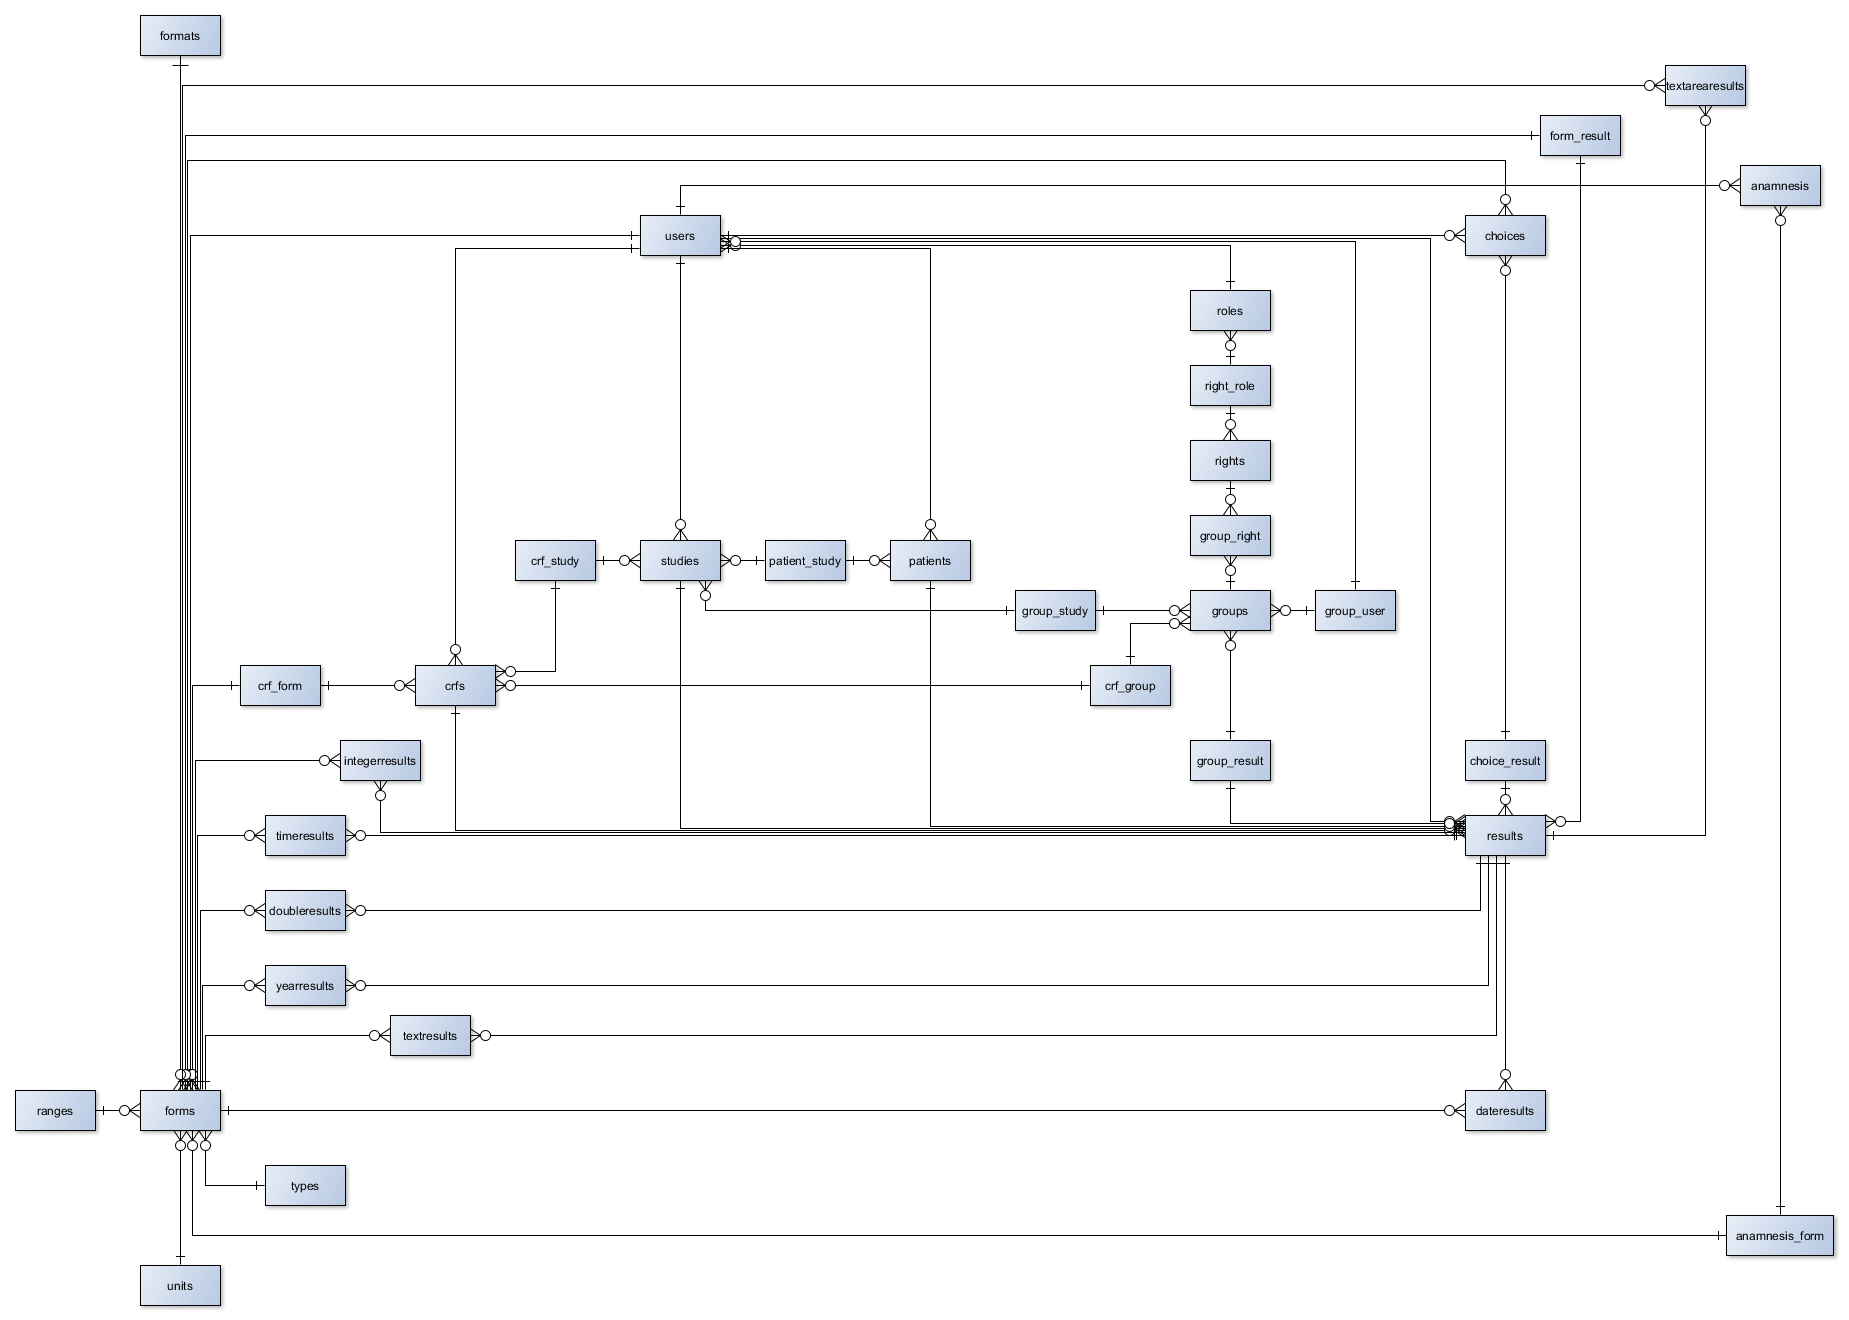 formats
textarearesults
form_result
anamnesis
users
choices
roles
right_role
rights
group_right
crf_study
studies
patient_study
patients
group_study
groups
group_user
crf_form
crfs
crf_group
integerresults
group_result
choice_result
timeresults
results
doubleresults
yearresults
textresults
ranges
forms
dateresults
types
anamnesis_form
units